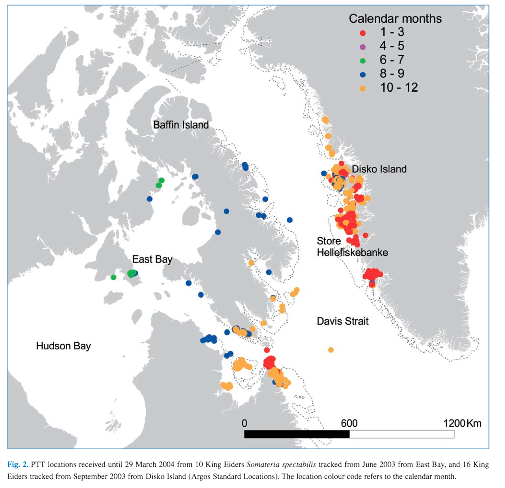 Calendar months
1 - 3
4 - 5
6 - 7
8 - 9
10 - 12
Baffin Island
Disko Island
Store
Hellefiskebanke
East Bay
Davis Strait
Hudson Bay
0 600 1200 Km
Fig. 2. PTT locations received until 29 March 2004 from 10 King Eiders Somateria spectabilis tracked from June 2003 from East Bay, and 16 King
Eiders tracked from September 2003 from Disko Island (Argos Standard Locations). The location colour code refers to the calendar month.